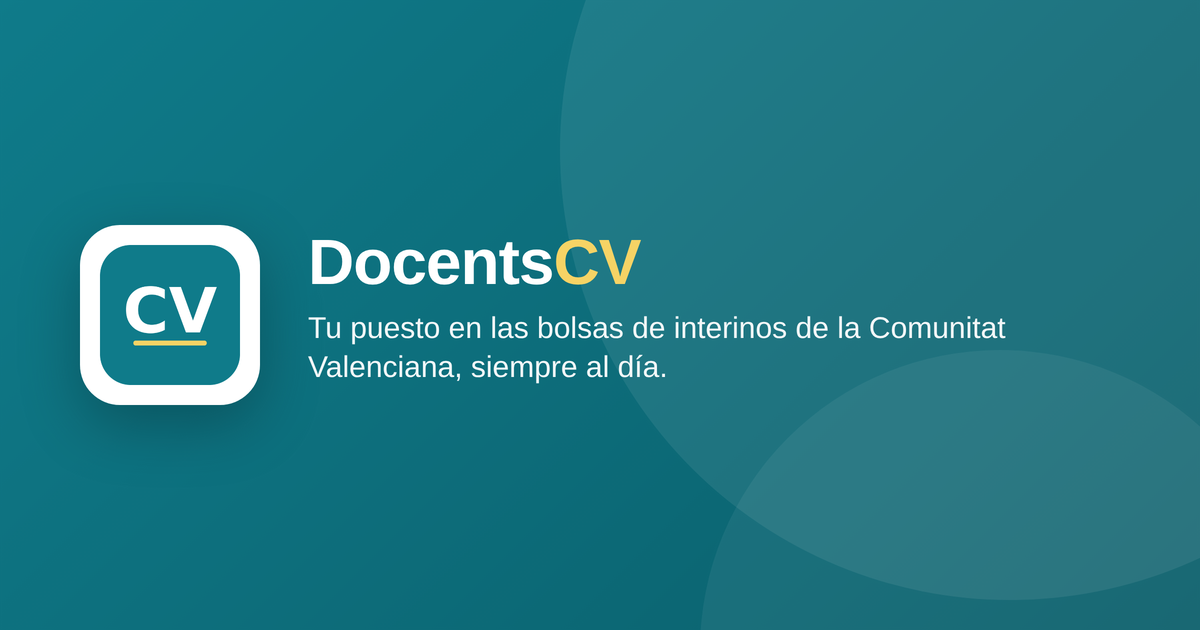 CV
DocentsCV
Tu puesto en las bolsas de interinos de la Comunitat
Valenciana, siempre al día.